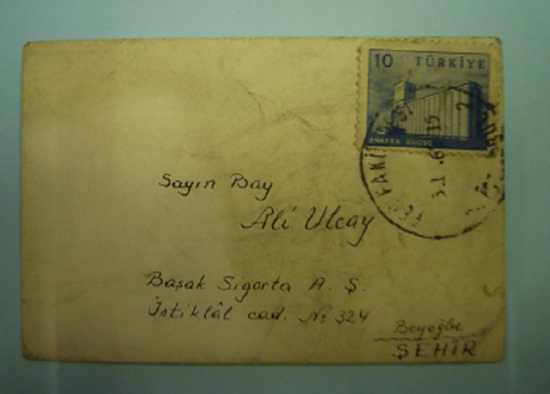 10 TÜRKİYE
ANKARA SİLOSU
Sayın Bay
Ali Ulcay
Başak Sigorta A. Ş.
İstiklâl cad. No: 324
Beyoğlu
ŞEHİR